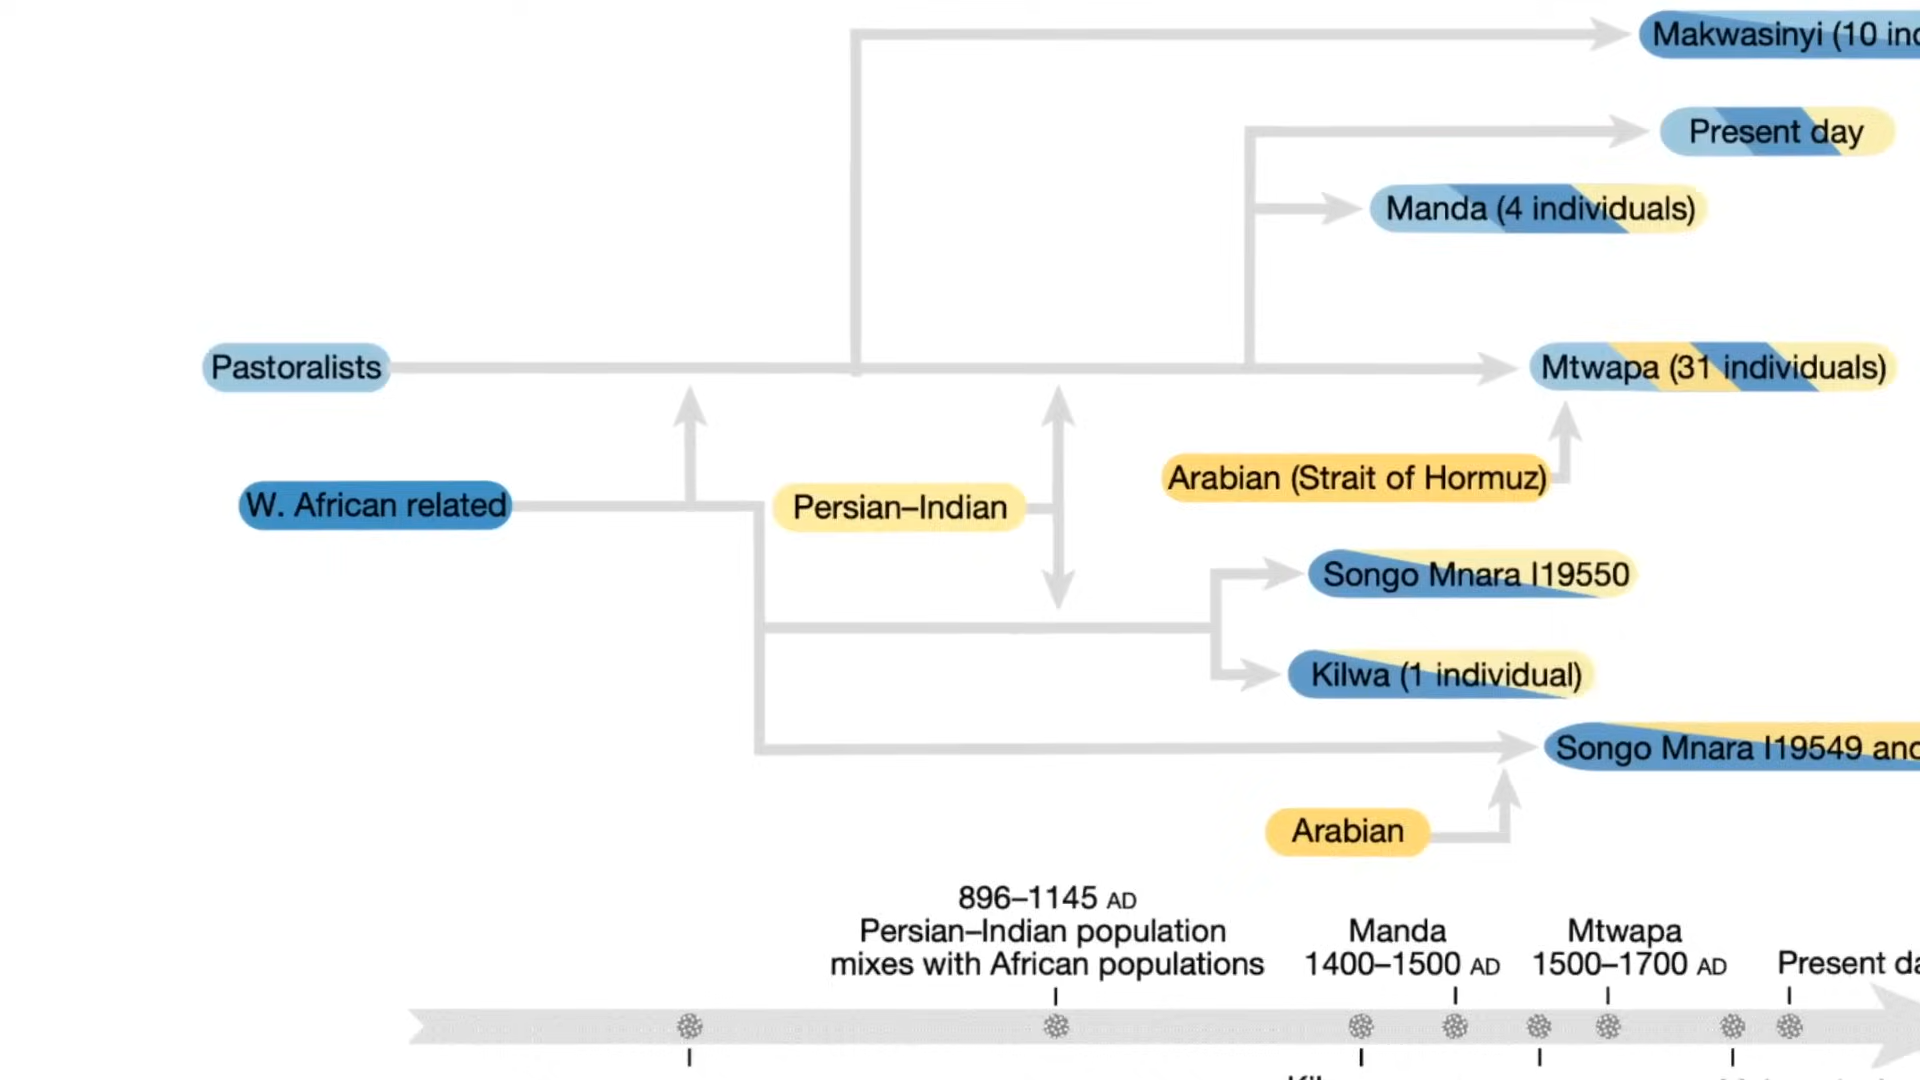 Makwasinyi (10
Present day
Manda (4 individuals)
Pastoralists
Mtwapa (31 individuals)
Arabian (Strait of Hormuz)
W. African related
Persian–Indian
Songo Mnara I19550
Kilwa (1 individual)
Songo Mnara I19549 and
Arabian
896–1145 AD
Persian–Indian population
mixes with African populations
Manda
1400–1500 AD
Mtwapa
1500–1700 AD
Present